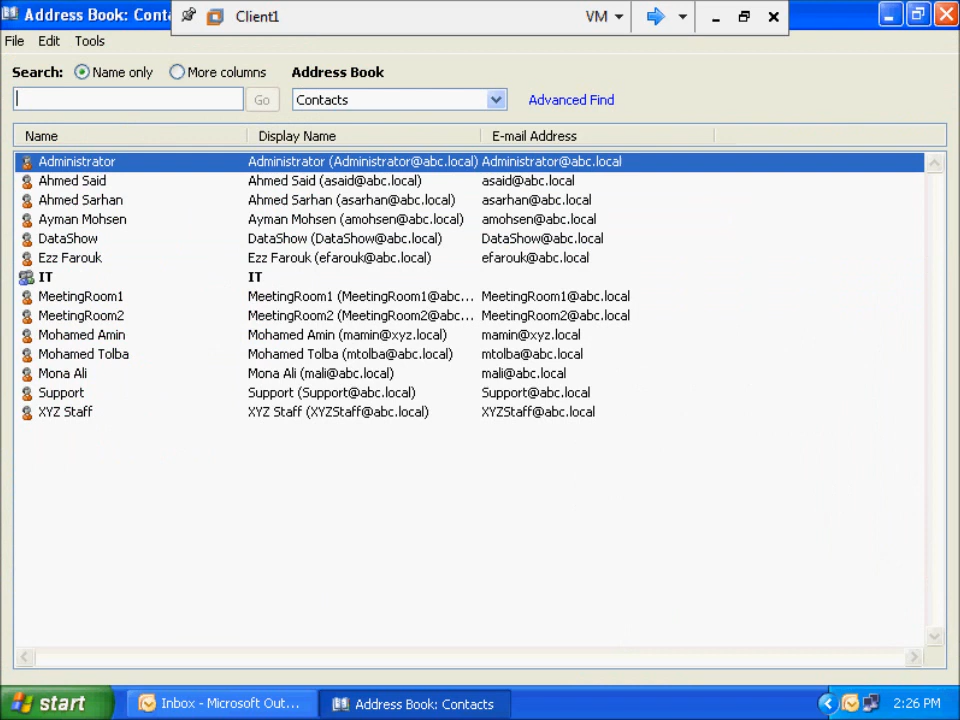 Address Book: Conta
Client1
VM
File Edit Tools
Search: Name only More columns Address Book
Go Contacts Advanced Find
Name Display Name E-mail Address
Administrator Administrator (Administrator@abc.local) Administrator@abc.local
Ahmed Said Ahmed Said (asaid@abc.local) asaid@abc.local
Ahmed Sarhan Ahmed Sarhan (asarhan@abc.local) asarhan@abc.local
Ayman Mohsen Ayman Mohsen (amohsen@abc.local) amohsen@abc.local
DataShow DataShow (DataShow@abc.local) DataShow@abc.local
Ezz Farouk Ezz Farouk (efarouk@abc.local) efarouk@abc.local
IT IT
MeetingRoom1 MeetingRoom1 (MeetingRoom1@abc... MeetingRoom1@abc.local
MeetingRoom2 MeetingRoom2 (MeetingRoom2@abc... MeetingRoom2@abc.local
Mohamed Amin Mohamed Amin (mamin@xyz.local) mamin@xyz.local
Mohamed Tolba Mohamed Tolba (mtolba@abc.local) mtolba@abc.local
Mona Ali Mona Ali (mali@abc.local) mali@abc.local
Support Support (Support@abc.local) Support@abc.local
XYZ Staff XYZ Staff (XYZStaff@abc.local) XYZStaff@abc.local
start Inbox - Microsoft Out... Address Book: Contacts 2:26 PM